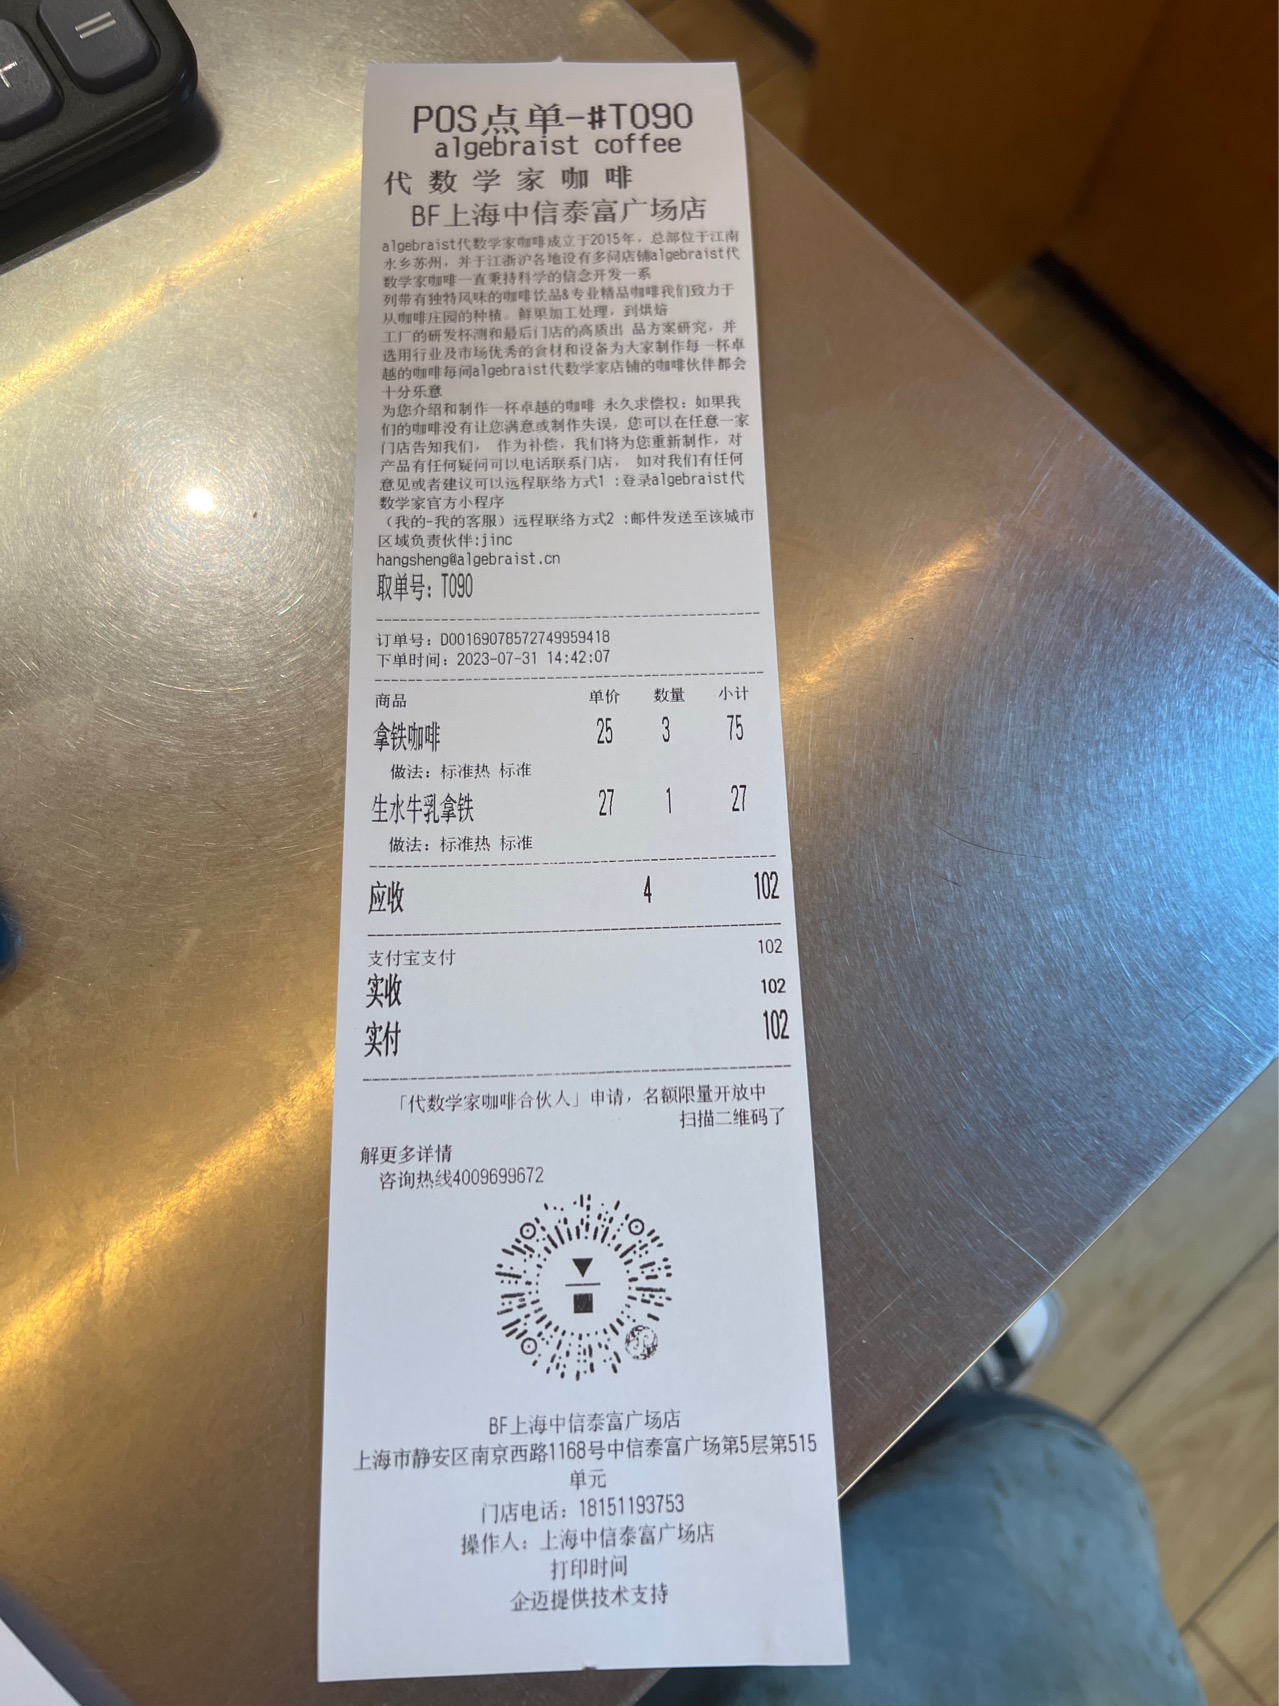 =
+
POS点单-#T090
algebraist coffee
代数学家咖啡
BF上海中信泰富广场店
algebraist代数学家咖啡成立于2015年，总部位于江南
水乡苏州，并于江浙沪各地设有多间店铺algebraist代
数学家咖啡一直秉持科学的信念开发一系
列带有独特风味的咖啡饮品&专业精品咖啡我们致力于
从咖啡庄园的种植。鲜果加工处理，到烘焙
工厂的研发杯测和最后门店的高质出 品方案研究，并
选用行业及市场优秀的食材和设备为大家制作每一杯卓
越的咖啡每间algebraist代数学家店铺的咖啡伙伴都会
十分乐意
为您介绍和制作一杯卓越的咖啡 永久求偿权：如果我
们的咖啡没有让您满意或制作失误，您可以在任意一家
门店告知我们， 作为补偿，我们将为您重新制作，对
产品有任何疑问可以电话联系门店， 如对我们有任何
意见或者建议可以远程联络方式1 :登录algebraist代
数学家官方小程序
（我的-我的客服）远程联络方式2 :邮件发送至该城市
区域负责伙伴:jinc
hangsheng@algebraist.cn
取单号：T090
订单号：D00169078572749959418
下单时间：2023-07-31 14:42:07
商品 单价 数量 小计
拿铁咖啡 25 3 75
做法：标准热 标准
生水牛乳拿铁 27 1 27
做法：标准热 标准
应收 4 102
支付宝支付 102
实收 102
实付 102
「代数学家咖啡合伙人」申请，名额限量开放中
扫描二维码了
解更多详情
咨询热线4009699672
BF上海中信泰富广场店
上海市静安区南京西路1168号中信泰富广场第5层第515
单元
门店电话：18151193753
操作人：上海中信泰富广场店
打印时间
企迈提供技术支持